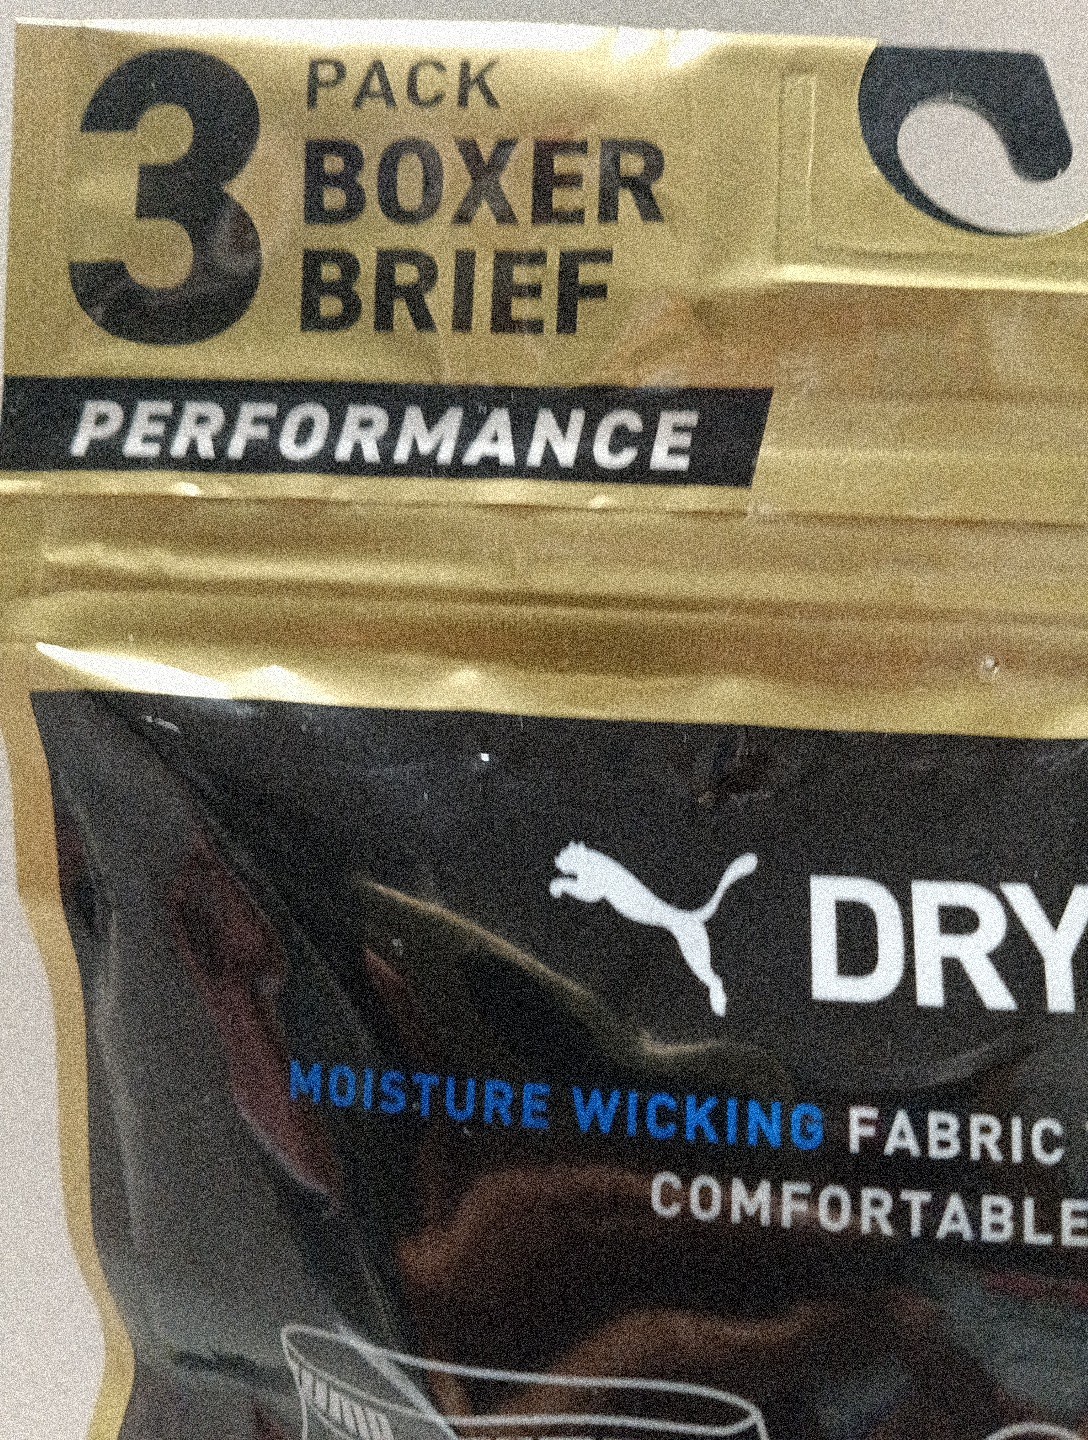 3 PACK
BOXER
BRIEF
PERFORMANCE
DRY
MOISTURE WICKING FABRIC
COMFORTABLE